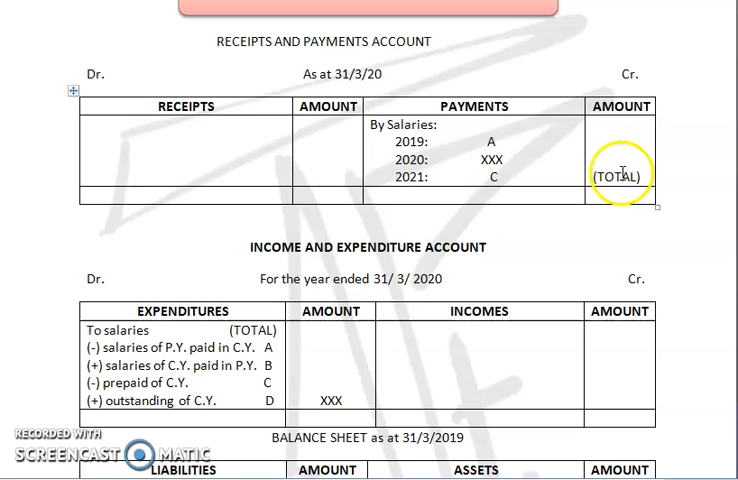 RECEIPTS AND PAYMENTS ACCOUNT
Dr. As at 31/3/20 Cr.
RECEIPTS AMOUNT PAYMENTS AMOUNT
By Salaries:
2019: A
2020: XXX
2021: C (TOTAL)
INCOME AND EXPENDITURE ACCOUNT
Dr. For the year ended 31/ 3/ 2020 Cr.
EXPENDITURES AMOUNT INCOMES AMOUNT
To salaries (TOTAL)
(-) salaries of P.Y. paid in C.Y. A
(+) salaries of C.Y. paid in P.Y. B
(-) prepaid of C.Y. C
(+) outstanding of C.Y. D XXX
RECORDED WITH
SCREENCAST MATIC
BALANCE SHEET as at 31/3/2019
LIABILITIES AMOUNT ASSETS AMOUNT